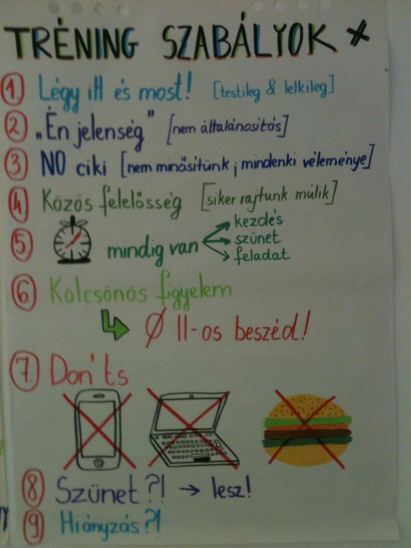 TRÉNING SZABÁLYOK
1 Légy itt és most! [testileg & lelkileg]
2 "Én jelenség" [nem általánosítás]
3 NO ciki [nem minősítünk; mindenki véleménye]
4 Közös felelősség [siker rajtunk múlik]
5 mindig van
kezdés
szünet
feladat
6 Kölcsönös figyelem
Ø II-os beszéd!
7. Don'ts
8 Szünet?! → lesz!
9 Hiányzás?!